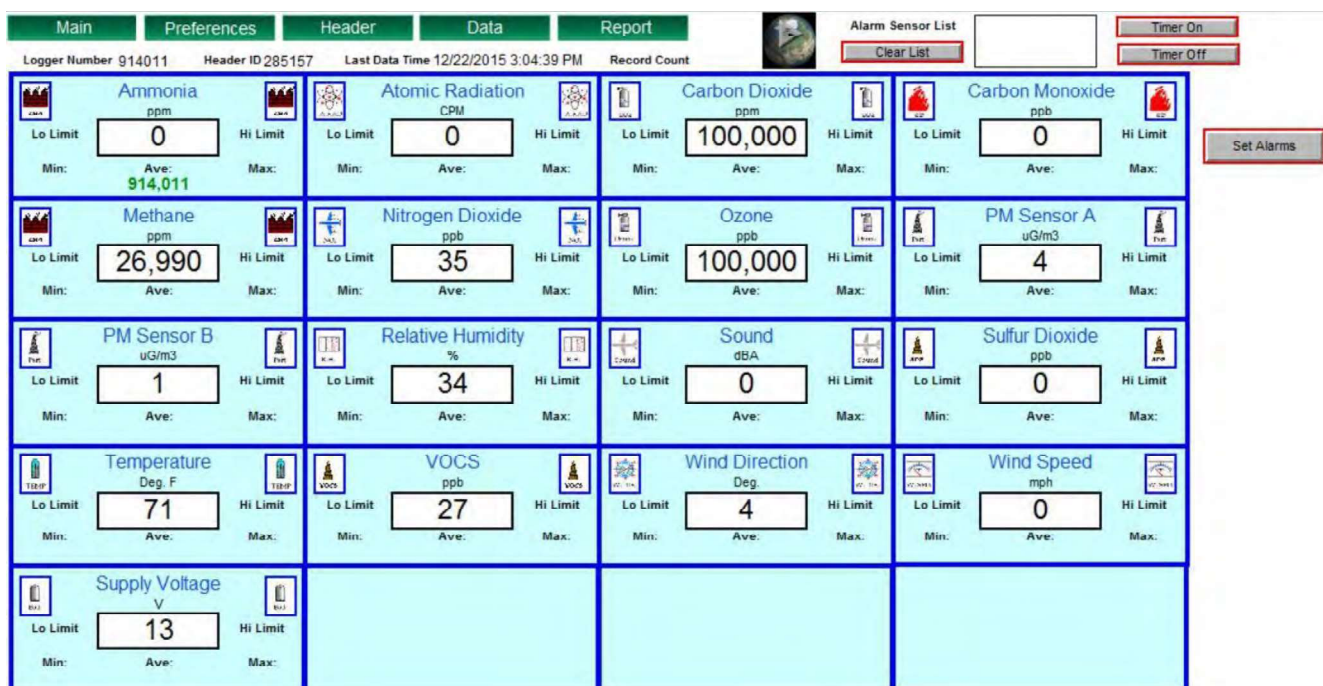 Main Preferences Header Data Report Alarm Sensor List Timer On
Clear List Timer Off
Logger Number 914011 Header ID 285157 Last Data Time 12/22/2015 3:04:39 PM Record Count
Set Alarms
Ammonia Atomic Radiation Carbon Dioxide Carbon Monoxide
ppm CPM ppm ppb
Lo Limit 0 Hi Limit Lo Limit 0 Hi Limit Lo Limit 100,000 Hi Limit Lo Limit 0 Hi Limit
Min: Ave: Max: Min: Ave: Max: Min: Ave: Max: Min: Ave: Max:
914,011
Methane Nitrogen Dioxide Ozone PM Sensor A
ppm ppb ppb uG/m3
Lo Limit 26,990 Hi Limit Lo Limit 35 Hi Limit Lo Limit 100,000 Hi Limit Lo Limit 4 Hi Limit
Min: Ave: Max: Min: Ave: Max: Min: Ave: Max: Min: Ave: Max:
PM Sensor B Relative Humidity Sound Sulfur Dioxide
uG/m3 % dBA ppb
Lo Limit 1 Hi Limit Lo Limit 34 Hi Limit Lo Limit 0 Hi Limit Lo Limit 0 Hi Limit
Min: Ave: Max: Min: Ave: Max: Min: Ave: Max: Min: Ave: Max:
Temperature VOCS Wind Direction Wind Speed
TEMP Deg. F TEMP VOCS ppb VOCS Deg. mph
Lo Limit 71 Hi Limit Lo Limit 27 Hi Limit Lo Limit 4 Hi Limit Lo Limit 0 Hi Limit
Min: Ave: Max: Min: Ave: Max: Min: Ave: Max: Min: Ave: Max:
Supply Voltage
V
Lo Limit 13 Hi Limit
Min: Ave: Max: